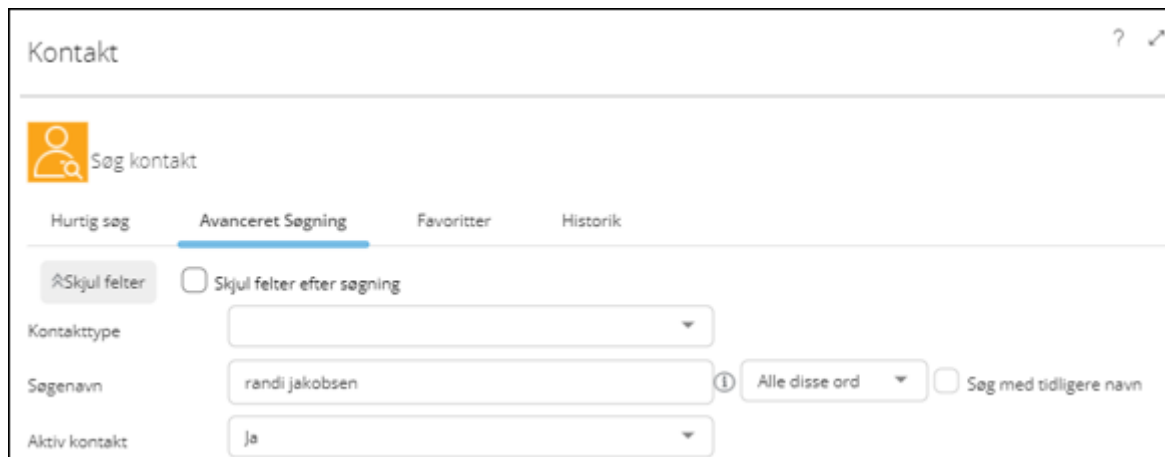 Kontakt ?
Søg kontakt
Hurtig søg Avanceret Søgning Favoritter Historik
Skjul felter Skjul felter efter søgning
Kontakttype
Søgenavn randi jakobsen Alle disse ord Søg med tidligere navn
Aktiv kontakt Ja